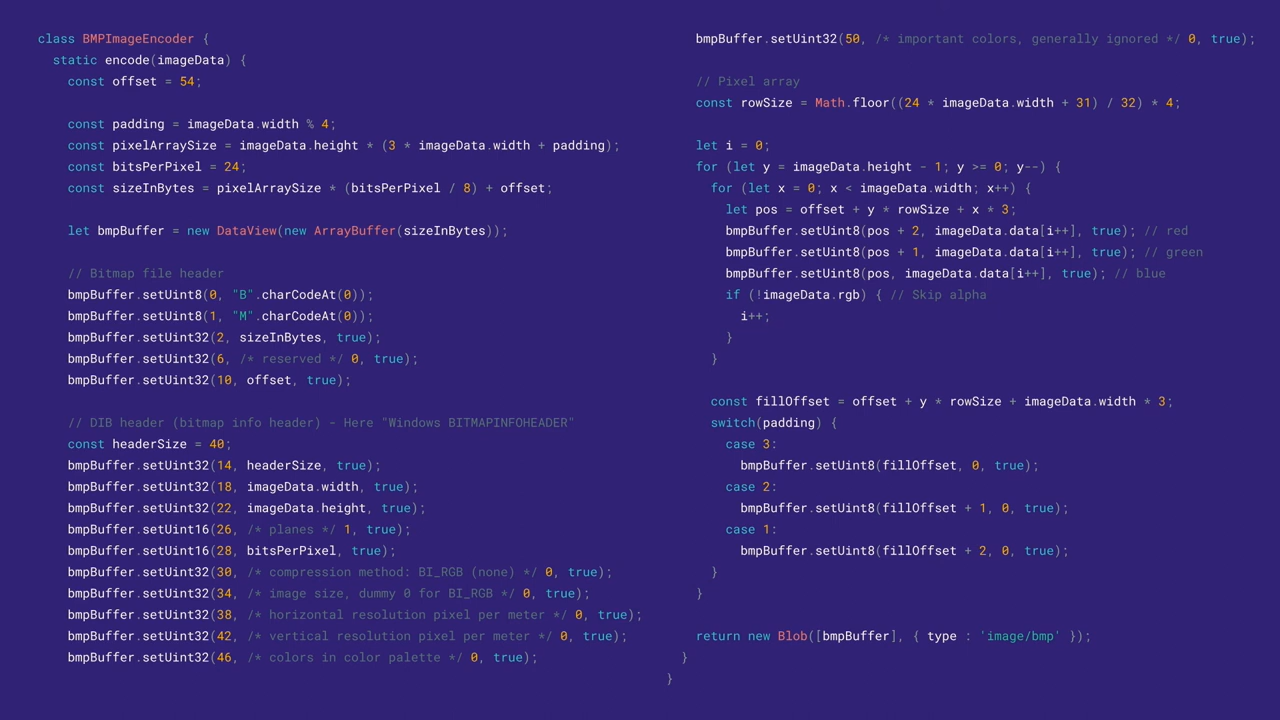 class BMPImageEncoder {
static encode(imageData) {
const offset = 54;
const padding = imageData.width % 4;
const pixelArraySize = imageData.height * (3 * imageData.width + padding);
const bitsPerPixel = 24;
const sizeInBytes = pixelArraySize * (bitsPerPixel / 8) + offset;
let bmpBuffer = new DataView(new ArrayBuffer(sizeInBytes));
// Bitmap file header
bmpBuffer.setUint8(0, "B".charCodeAt(0));
bmpBuffer.setUint8(1, "M".charCodeAt(0));
bmpBuffer.setUint32(2, sizeInBytes, true);
bmpBuffer.setUint32(6, /* reserved */ 0, true);
bmpBuffer.setUint32(10, offset, true);
// DIB header (bitmap info header) - Here "Windows BITMAPINFOHEADER"
const headerSize = 40;
bmpBuffer.setUint32(14, headerSize, true);
bmpBuffer.setUint32(18, imageData.width, true);
bmpBuffer.setUint32(22, imageData.height, true);
bmpBuffer.setUint16(26, /* planes */ 1, true);
bmpBuffer.setUint16(28, bitsPerPixel, true);
bmpBuffer.setUint32(30, /* compression method: BI_RGB (none) */ 0, true);
bmpBuffer.setUint32(34, /* image size, dummy 0 for BI_RGB */ 0, true);
bmpBuffer.setUint32(38, /* horizontal resolution pixel per meter */ 0, true);
bmpBuffer.setUint32(42, /* vertical resolution pixel per meter */ 0, true);
bmpBuffer.setUint32(46, /* colors in color palette */ 0, true);
bmpBuffer.setUint32(50, /* important colors, generally ignored */ 0, true);
// Pixel array
const rowSize = Math.floor((24 * imageData.width + 31) / 32) * 4;
let i = 0;
for (let y = imageData.height - 1; y >= 0; y--) {
for (let x = 0; x < imageData.width; x++) {
let pos = offset + y * rowSize + x * 3;
bmpBuffer.setUint8(pos + 2, imageData.data[i++], true); // red
bmpBuffer.setUint8(pos + 1, imageData.data[i++], true); // green
bmpBuffer.setUint8(pos, imageData.data[i++], true); // blue
if (!imageData.rgb) { // Skip alpha
i++;
}
}
const fillOffset = offset + y * rowSize + imageData.width * 3;
switch(padding) {
case 3:
bmpBuffer.setUint8(fillOffset, 0, true);
case 2:
bmpBuffer.setUint8(fillOffset + 1, 0, true);
case 1:
bmpBuffer.setUint8(fillOffset + 2, 0, true);
}
}
return new Blob([bmpBuffer], { type : 'image/bmp' });
}
}